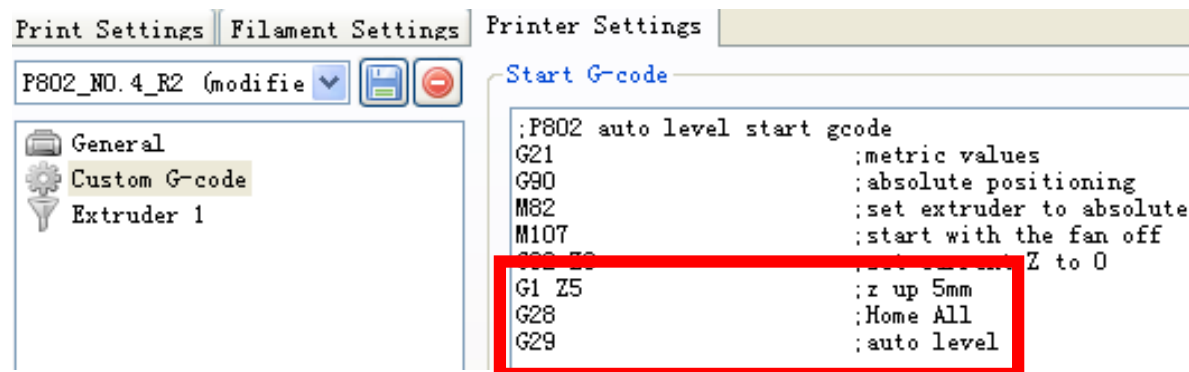 Print Settings Filament Settings Printer Settings
P802_NO.4_R2 (modifie
General
Custom G-code
Extruder 1
Start G-code
;P802 auto level start gcode
G21 ;metric values
G90 ;absolute positioning
M82 ;set extruder to absolute
M107 ;start with the fan off
Z to 0
G1 Z5 ;z up 5mm
G28 ;Home All
G29 ;auto level